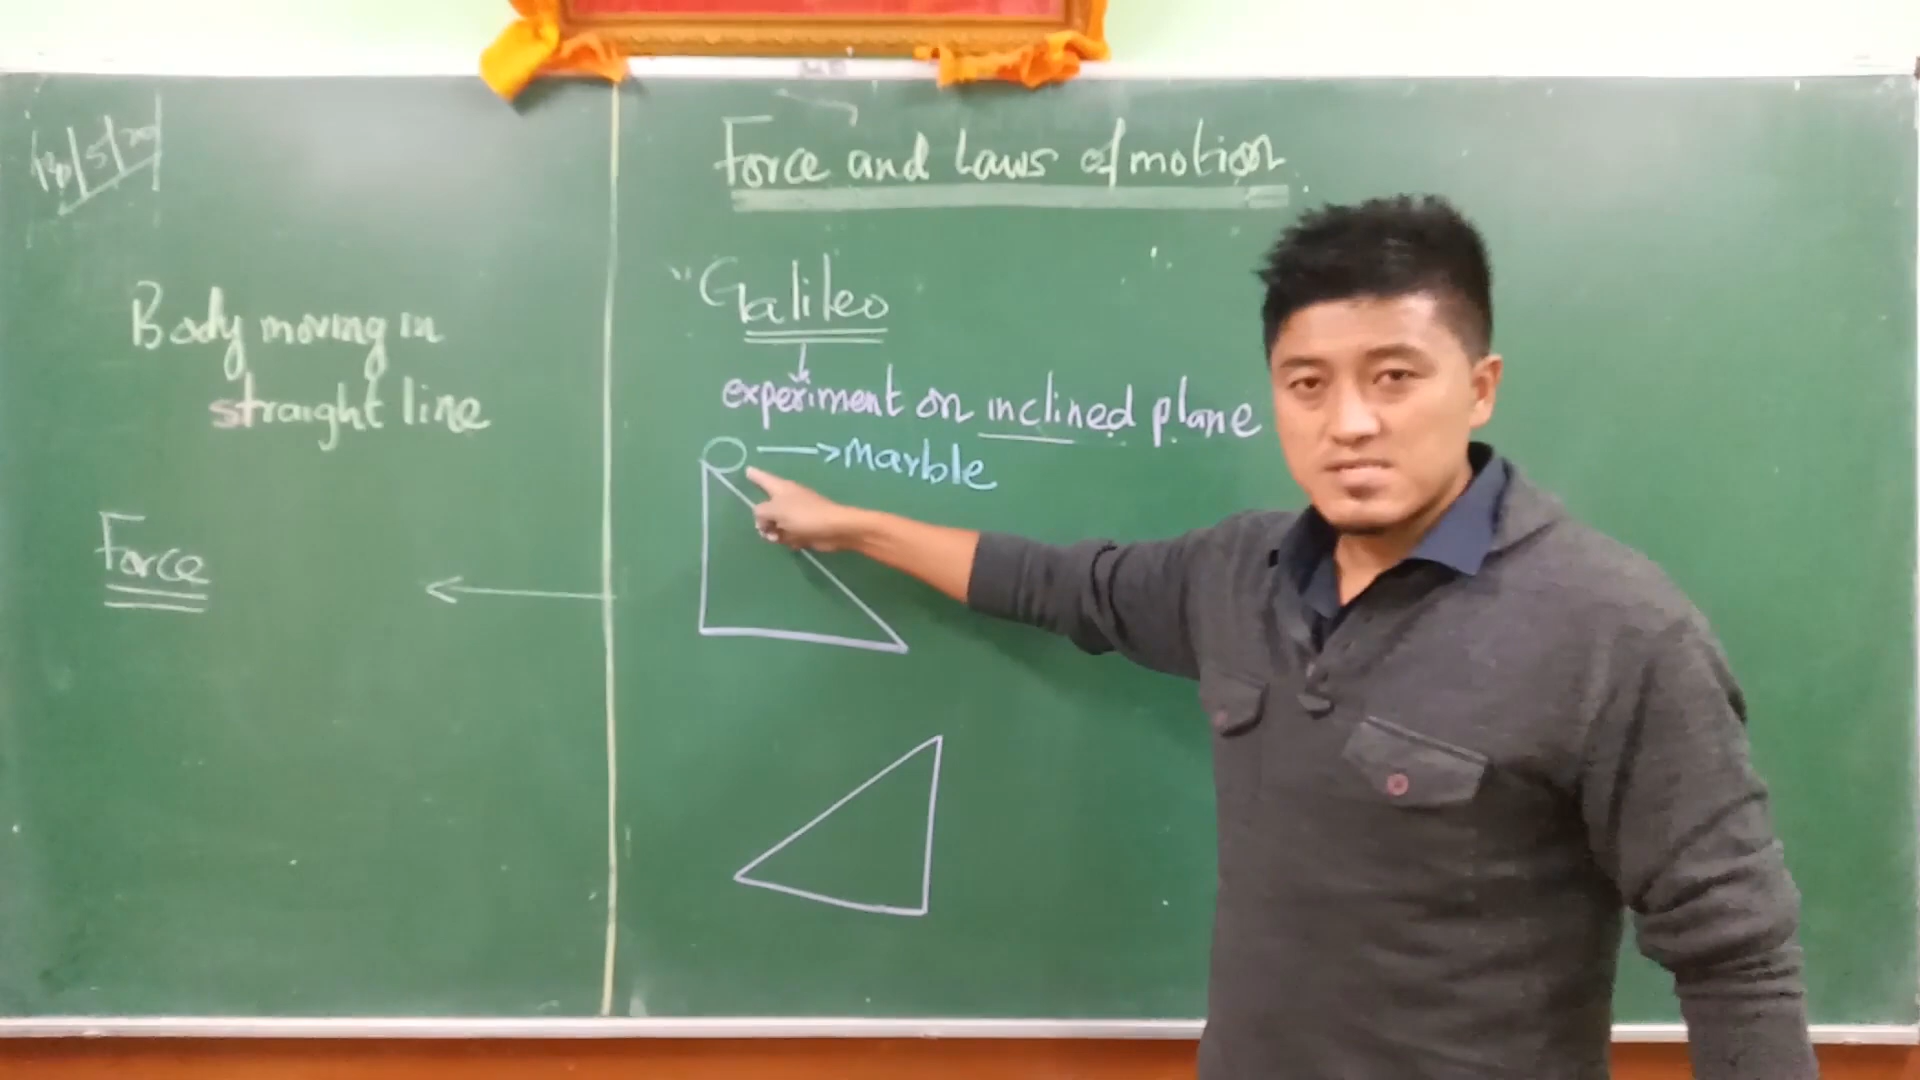 Force and Laws of motion
Body moving in
straight line
Force
"Galileo
experiment on inclined plane
marble